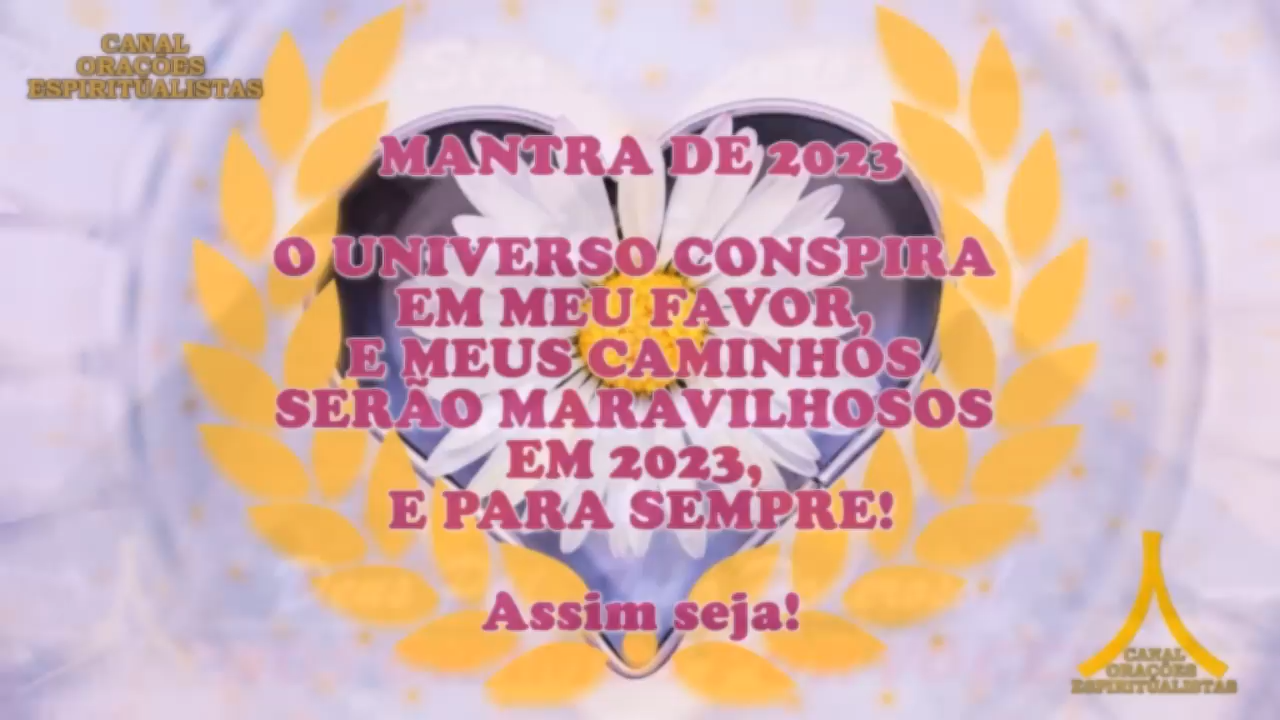 CANAL
ORAÇÕES
ESPIRITUALISTAS
MANTRA DE 2023
O UNIVERSO CONSPIRA
EM MEU FAVOR,
E MEUS CAMINHOS
SERÃO MARAVILHOSOS
EM 2023,
E PARA SEMPRE!
Assim seja!
CANAL
ORAÇÕES
ESPIRITUALISTAS